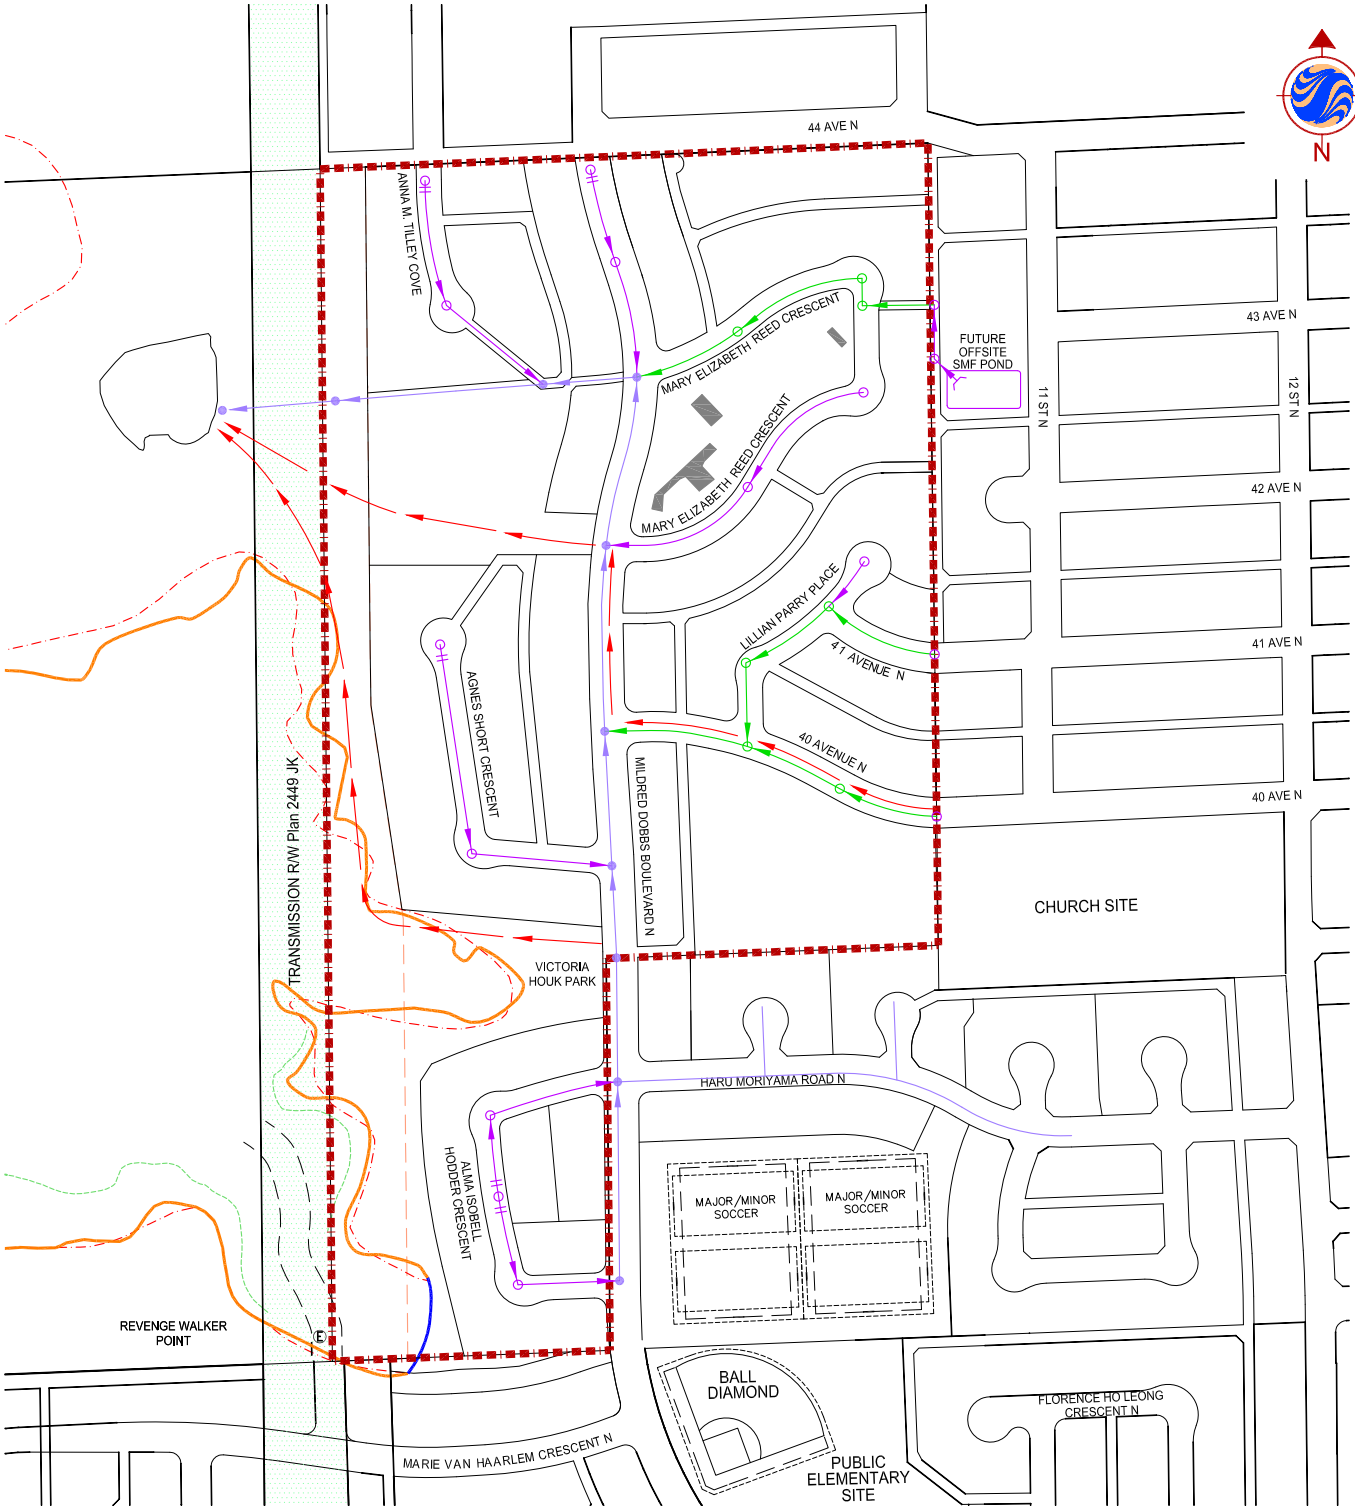 44 AVE N
N
ANNA M. TILLEY COVE
MARY ELIZABETH REED CRESCENT
43 AVE N
FUTURE
OFFSITE
SMF POND
11 ST N
12 ST N
MARY ELIZABETH REED CRESCENT
42 AVE N
LILLIAN PARRY PLACE
41 AVENUE N
41 AVE N
AGNES SHORT CRESCENT
40 AVENUE N
40 AVE N
MILDRED DOBBS BOULEVARD N
TRANSMISSION R/W Plan 2449 JK
CHURCH SITE
VICTORIA
HOUK PARK
HARU MORIYAMA ROAD N
ALMA ISOBELL
HODDER CRESCENT
MAJOR/MINOR
SOCCER
MAJOR/MINOR
SOCCER
REVENGE WALKER
POINT
E
BALL
DIAMOND
FLORENCE HO LEONG
CRESCENT N
MARIE VAN HAARLEM CRESCENT N
PUBLIC
ELEMENTARY
SITE